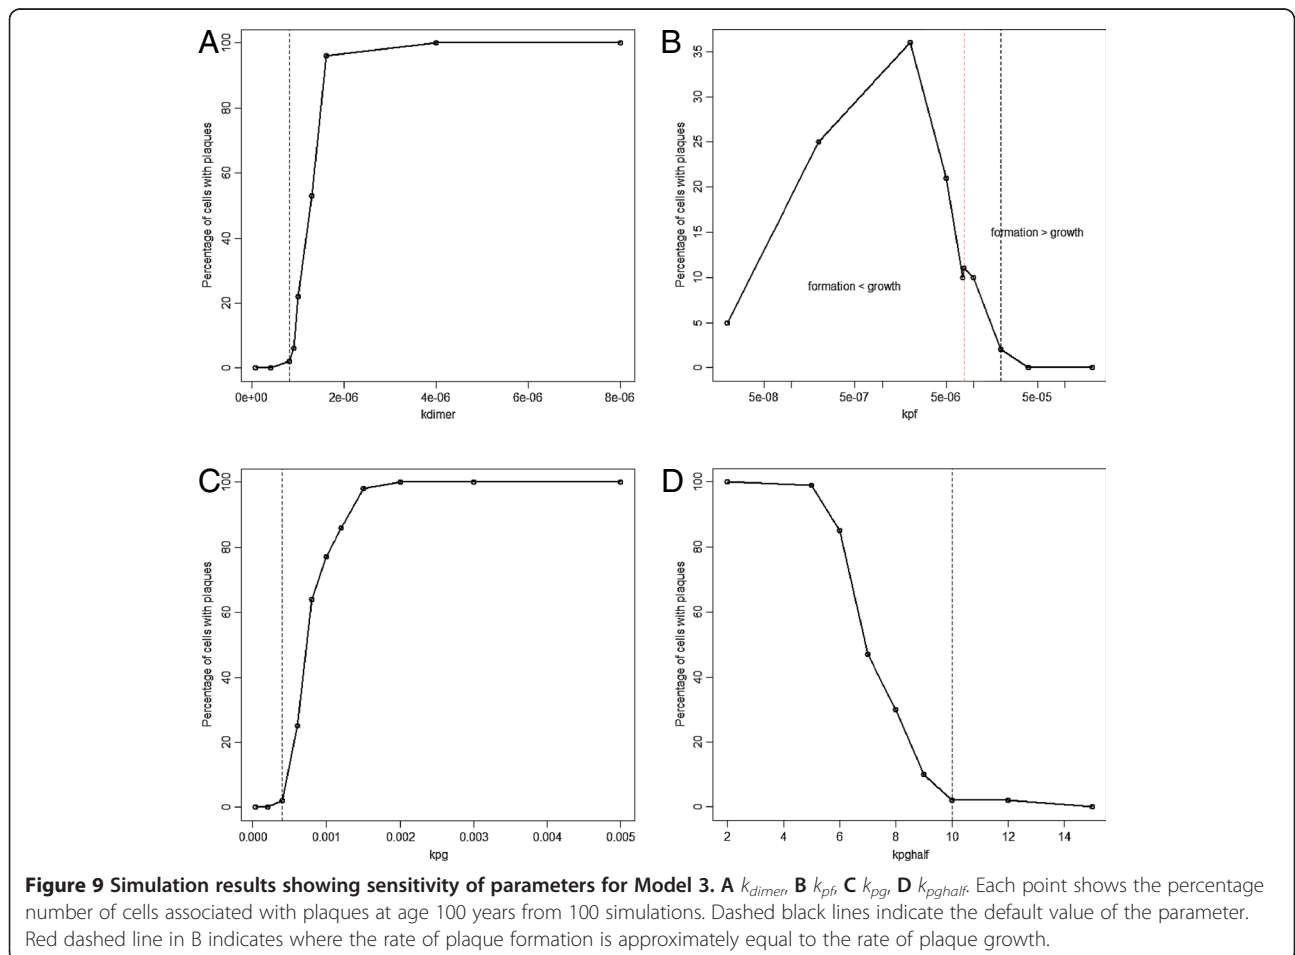 A
Percentage of cells with plaques
100
80
60
40
20
0
0e+00 2e-06 4e-06 6e-06 8e-06
kdimer
B
Percentage of cells with plaques
35
30
25
20
15
10
5
0
formation > growth
formation < growth
5e-08 5e-07 5e-06 5e-05
kpf
C
Percentage of cells with plaques
100
80
60
40
20
0
0.000 0.001 0.002 0.003 0.004 0.005
kpg
D
Percentage of cells with plaques
100
80
60
40
20
0
2 4 6 8 10 12 14
kpghalf
Figure 9 Simulation results showing sensitivity of parameters for Model 3. A kdimer, B kpf, C kpg, D kpghalf. Each point shows the percentage
number of cells associated with plaques at age 100 years from 100 simulations. Dashed black lines indicate the default value of the parameter.
Red dashed line in B indicates where the rate of plaque formation is approximately equal to the rate of plaque growth.